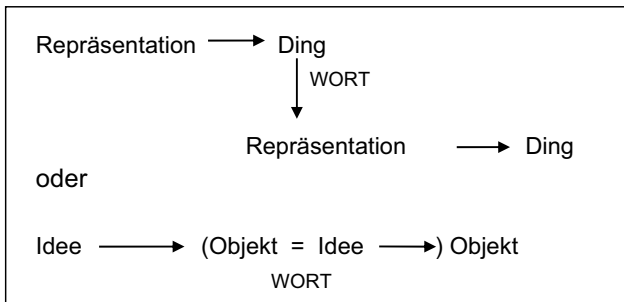 Repräsentation → Ding
WORT
Repräsentation → Ding
oder
Idee → (Objekt = Idee →) Objekt
WORT